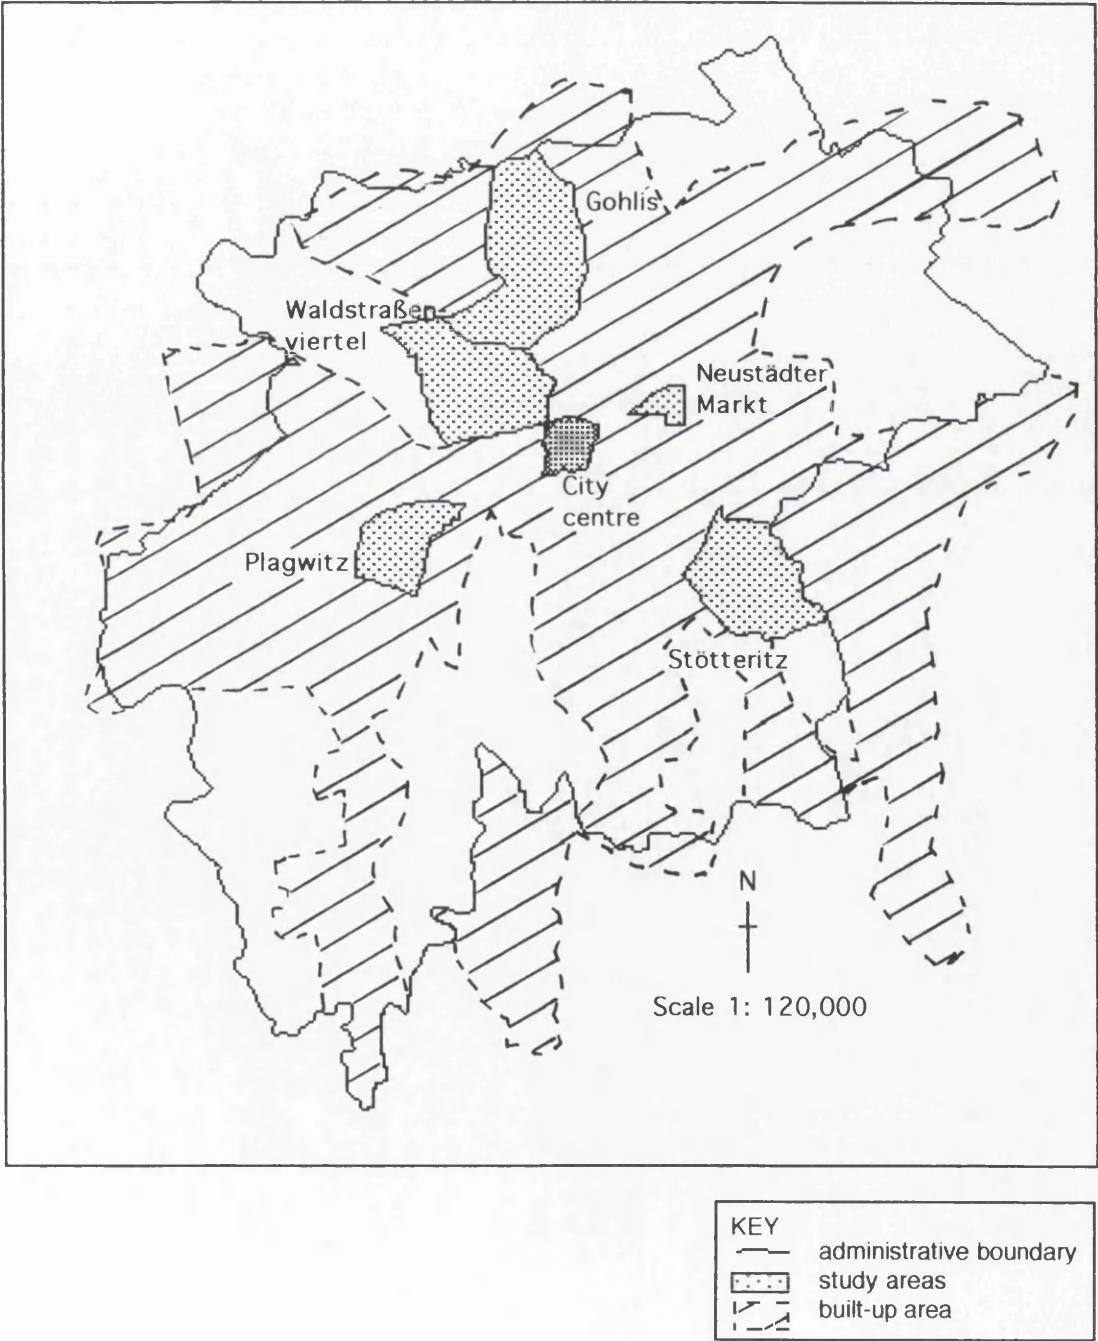 Gohlis
Waldstraßen
viertel
Neustädter
Markt
City
centre
Plagwitz
Stötteritz
N
Scale 1: 120,000
KEY
administrative boundary
study areas
built-up area